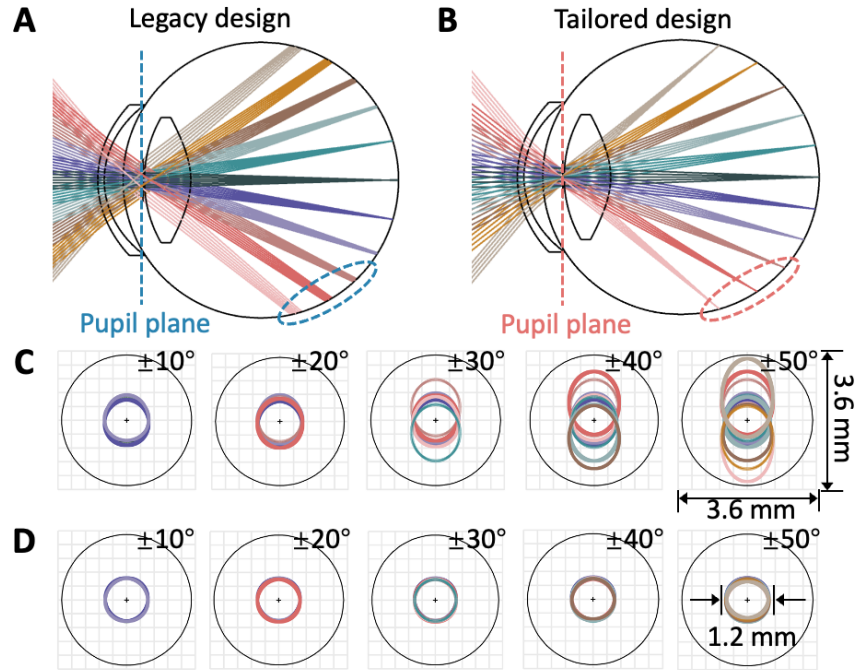 A Legacy design
B Tailored design
Pupil plane
Pupil plane
C ±10° ±20° ±30° ±40° ±50°
3.6 mm
3.6 mm
D ±10° ±20° ±30° ±40° ±50°
1.2 mm